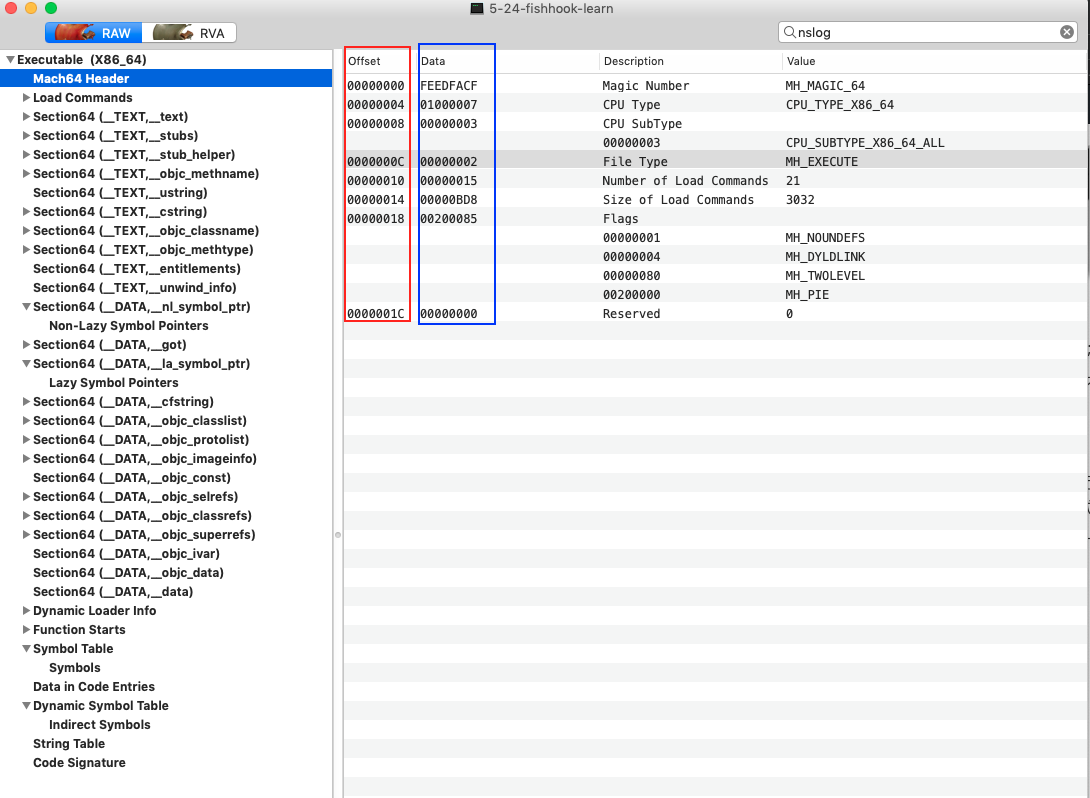 5-24-fishhook-learn
RAW RVA
nslog
Executable (X86_64)
Mach64 Header
Load Commands
Section64 (__TEXT,__text)
Section64 (__TEXT,__stubs)
Section64 (__TEXT,__stub_helper)
Section64 (__TEXT,__objc_methname)
Section64 (__TEXT,__ustring)
Section64 (__TEXT,__cstring)
Section64 (__TEXT,__objc_classname)
Section64 (__TEXT,__objc_methtype)
Section64 (__TEXT,__entitlements)
Section64 (__TEXT,__unwind_info)
Section64 (__DATA,__nl_symbol_ptr)
Non-Lazy Symbol Pointers
Section64 (__DATA,__got)
Section64 (__DATA,__la_symbol_ptr)
Lazy Symbol Pointers
Section64 (__DATA,__cfstring)
Section64 (__DATA,__objc_classlist)
Section64 (__DATA,__objc_protolist)
Section64 (__DATA,__objc_imageinfo)
Section64 (__DATA,__objc_const)
Section64 (__DATA,__objc_selrefs)
Section64 (__DATA,__objc_classrefs)
Section64 (__DATA,__objc_superrefs)
Section64 (__DATA,__objc_ivar)
Section64 (__DATA,__objc_data)
Section64 (__DATA,__data)
Dynamic Loader Info
Function Starts
Symbol Table
Symbols
Data in Code Entries
Dynamic Symbol Table
Indirect Symbols
String Table
Code Signature
Offset Data Description Value
00000000 FEEDFACF Magic Number MH_MAGIC_64
00000004 01000007 CPU Type CPU_TYPE_X86_64
00000008 00000003 CPU SubType
00000003 CPU_SUBTYPE_X86_64_ALL
0000000C 00000002 File Type MH_EXECUTE
00000010 00000015 Number of Load Commands 21
00000014 00000BD8 Size of Load Commands 3032
00000018 00200085 Flags
00000001 MH_NOUNDEFS
00000004 MH_DYLDLINK
00000080 MH_TWOLEVEL
00200000 MH_PIE
0000001C 00000000 Reserved 0